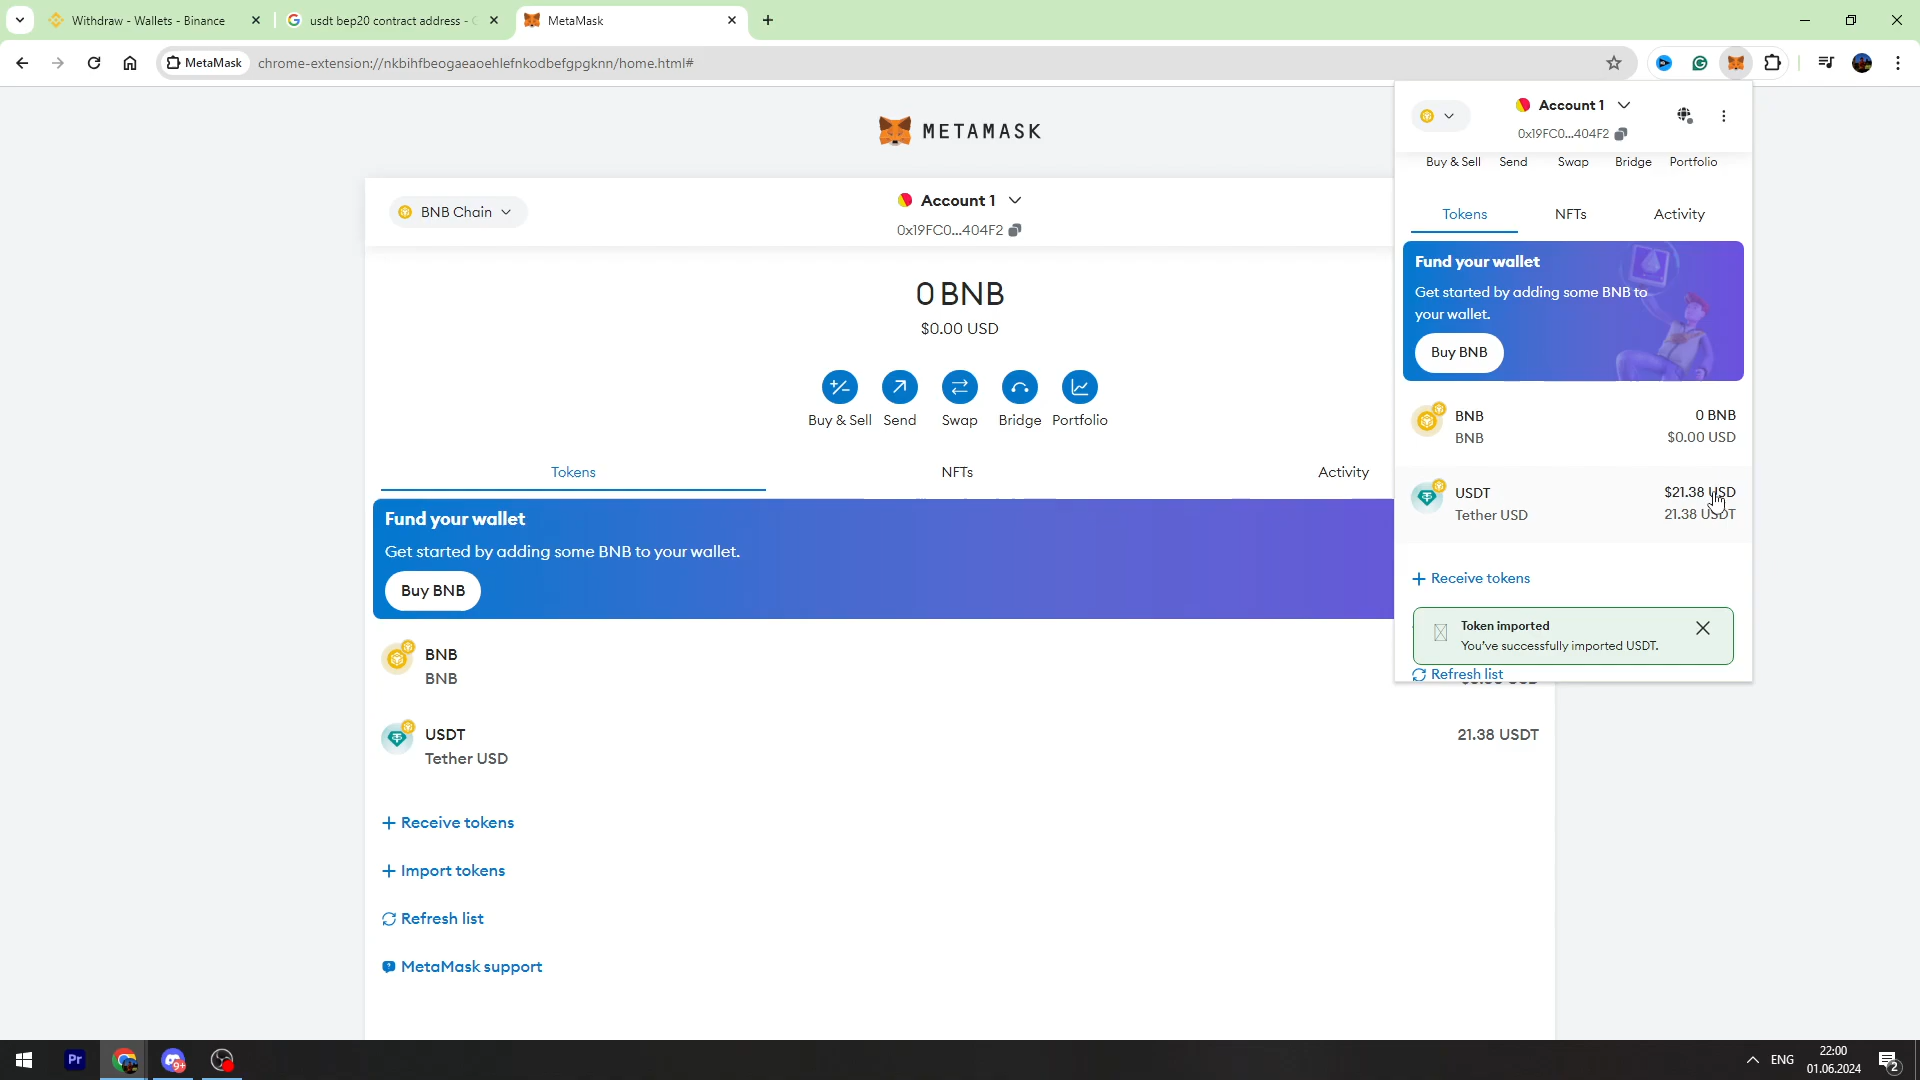 Withdraw - Wallets - Binance
usdt bep20 contract address -
MetaMask
MetaMask
chrome-extension://nkbihfbeogaeaoehlefnkodbefgpgknn/home.html#
METAMASK
BNB Chain
Account 1
0x19FC0...404F2
0 BNB
$0.00 USD
Buy & Sell
Send
Swap
Bridge
Portfolio
Tokens
NFTs
Activity
Fund your wallet
Get started by adding some BNB to your wallet.
Buy BNB
BNB
BNB
USDT
21.38 USDT
Tether USD
+ Receive tokens
+ Import tokens
Refresh list
MetaMask support
Account 1
0x19FC0...404F2
Buy & Sell
Send
Swap
Bridge
Portfolio
Tokens
NFTs
Activity
Fund your wallet
Get started by adding some BNB to
your wallet.
Buy BNB
BNB
0 BNB
BNB
$0.00 USD
USDT
$21.38 USD
Tether USD
21.38 USDT
+ Receive tokens
Token imported
You've successfully imported USDT.
Refresh list
Pr
9+
ENG
22:00
01.06.2024
2